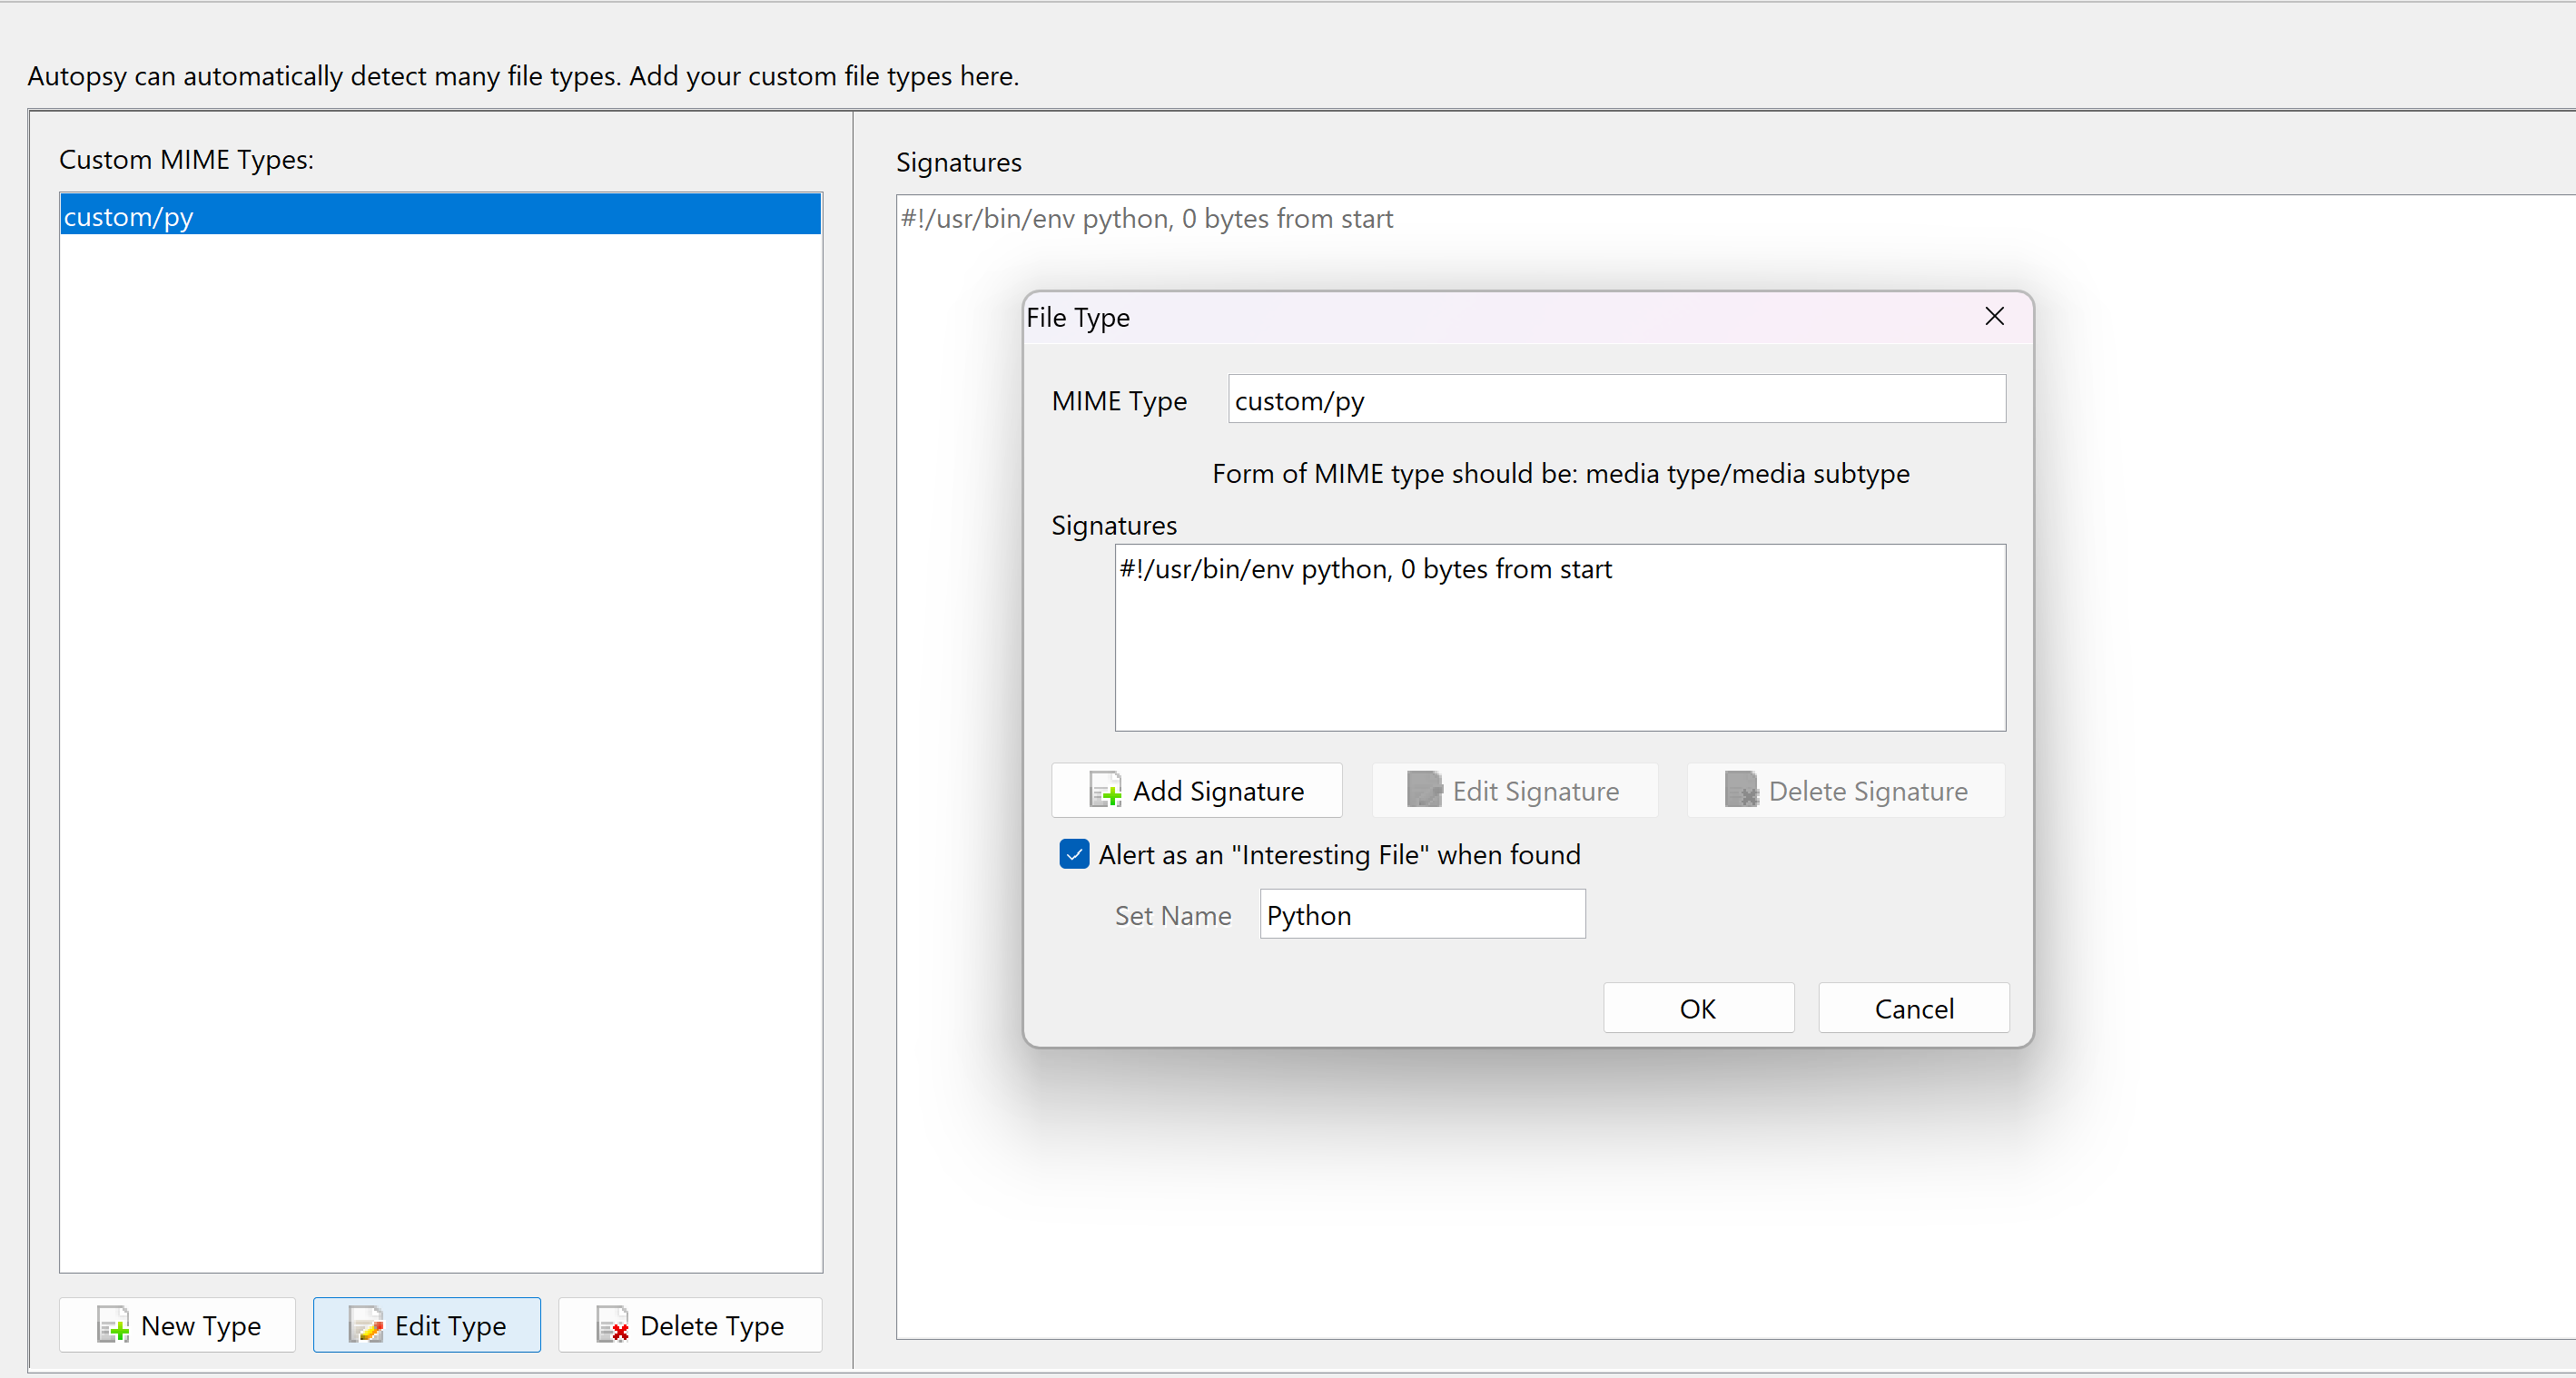 Autopsy can automatically detect many file types. Add your custom file types here.
Custom MIME Types:
custom/py
Signatures
#!/usr/bin/env python, 0 bytes from start
File Type
MIME Type
custom/py
Form of MIME type should be: media type/media subtype
Signatures
#!/usr/bin/env python, 0 bytes from start
Add Signature
Edit Signature
Delete Signature
Alert as an "Interesting File" when found
Set Name
Python
OK
Cancel
New Type
Edit Type
Delete Type